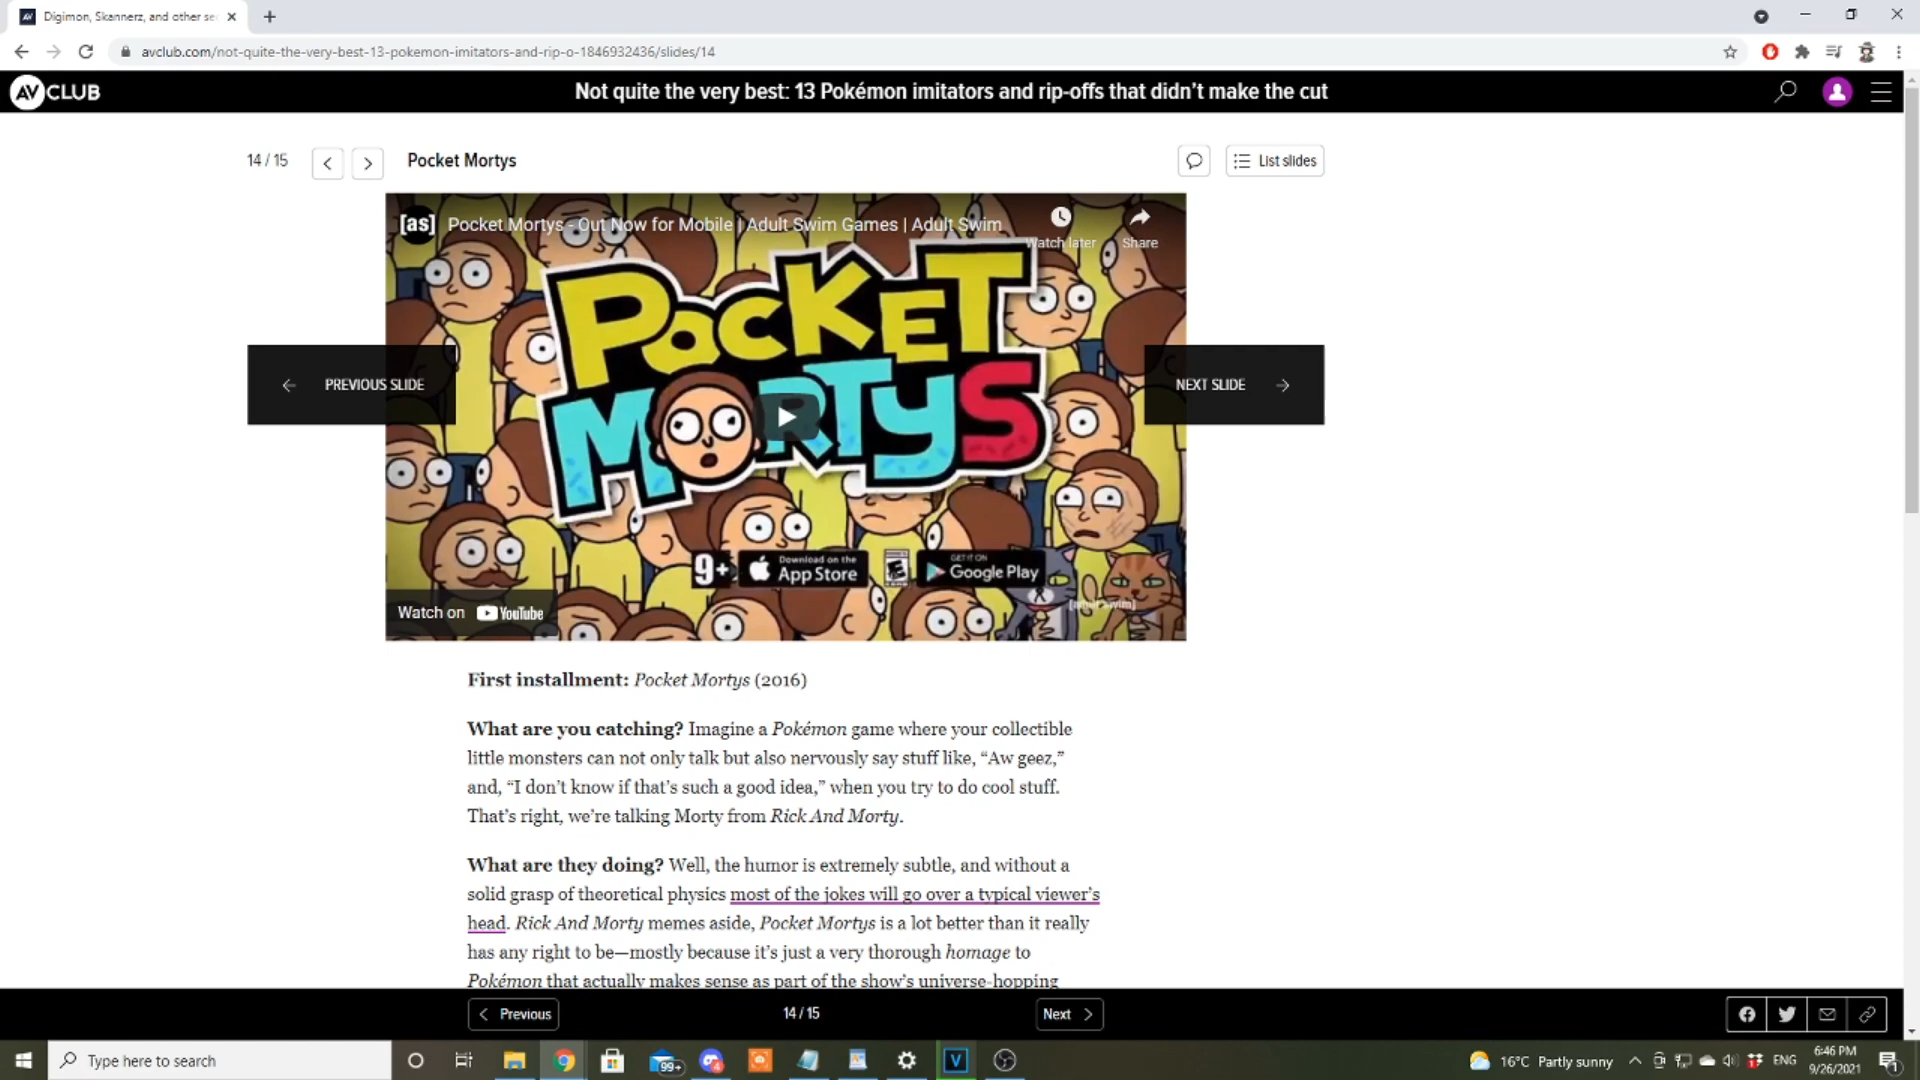 Digimon, Skannerz, and other se
avclub.com/not-quite-the-very-best-13-pokemon-imitators-and-rip-o-1846932436/slides/14
AV CLUB
Not quite the very best: 13 Pokémon imitators and rip-offs that didn't make the cut
14 / 15
Pocket Mortys
List slides
[as] Pocket Mortys - Out Now for Mobile | Adult Swim Games | Adult Swim
Watch later
Share
POCKET
MORTYS
PREVIOUS SLIDE
NEXT SLIDE
9+
Download on the
App Store
E
GET IT ON
Google Play
[adult swim]
Watch on YouTube
First installment: Pocket Mortys (2016)
What are you catching? Imagine a Pokémon game where your collectible
little monsters can not only talk but also nervously say stuff like, “Aw geez,”
and, “I don’t know if that’s such a good idea,” when you try to do cool stuff.
That’s right, we’re talking Morty from Rick And Morty.
What are they doing? Well, the humor is extremely subtle, and without a
solid grasp of theoretical physics most of the jokes will go over a typical viewer’s
head. Rick And Morty memes aside, Pocket Mortys is a lot better than it really
has any right to be—mostly because it’s just a very thorough homage to
Pokémon that actually makes sense as part of the show’s universe-hopping
Previous
14 / 15
Next
Type here to search
99+
4
V
16°C Partly sunny
ENG
6:46 PM
9/26/2021
1